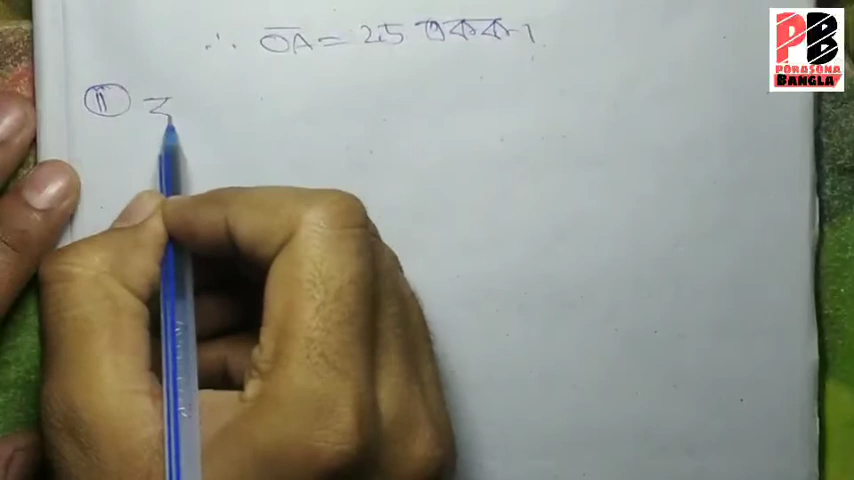 ∴ OA̅ = 25 একক।
(ii)
PB
PORASONA
BANGLA